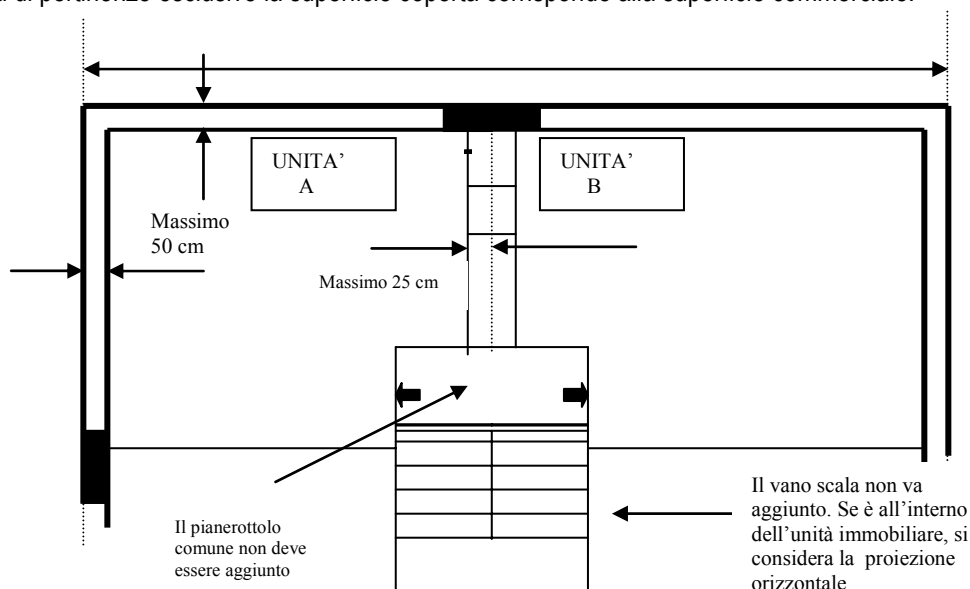 di pertinenze esclusive la superficie coperta corrisponde alla superficie commerciale.
UNITA’
A
UNITA’
B
Massimo
50 cm
Massimo 25 cm
Il pianerottolo
comune non deve
essere aggiunto
Il vano scala non va
aggiunto. Se è all’interno
dell’unità immobiliare, si
considera la proiezione
orizzontale